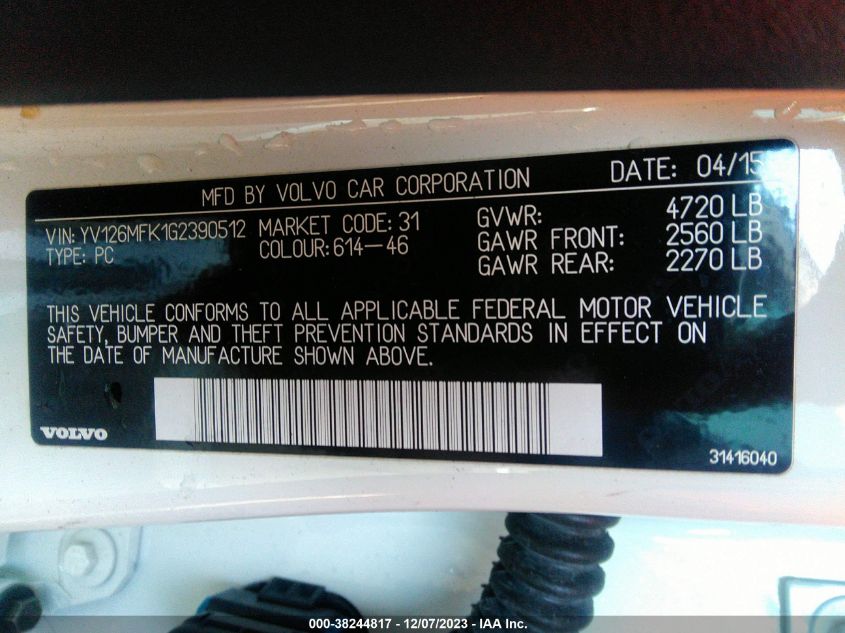 MFD BY VOLVO CAR CORPORATION DATE: 04/15
VIN: YV126MFK1G2390512 MARKET CODE: 31 GVWR: 4720 LB
TYPE: PC COLOUR: 614-46 GAWR FRONT: 2560 LB
GAWR REAR: 2270 LB
THIS VEHICLE CONFORMS TO ALL APPLICABLE FEDERAL MOTOR VEHICLE
SAFETY, BUMPER AND THEFT PREVENTION STANDARDS IN EFFECT ON
THE DATE OF MANUFACTURE SHOWN ABOVE.
VOLVO
31416040
000-38244817 - 12/07/2023 - IAA Inc.